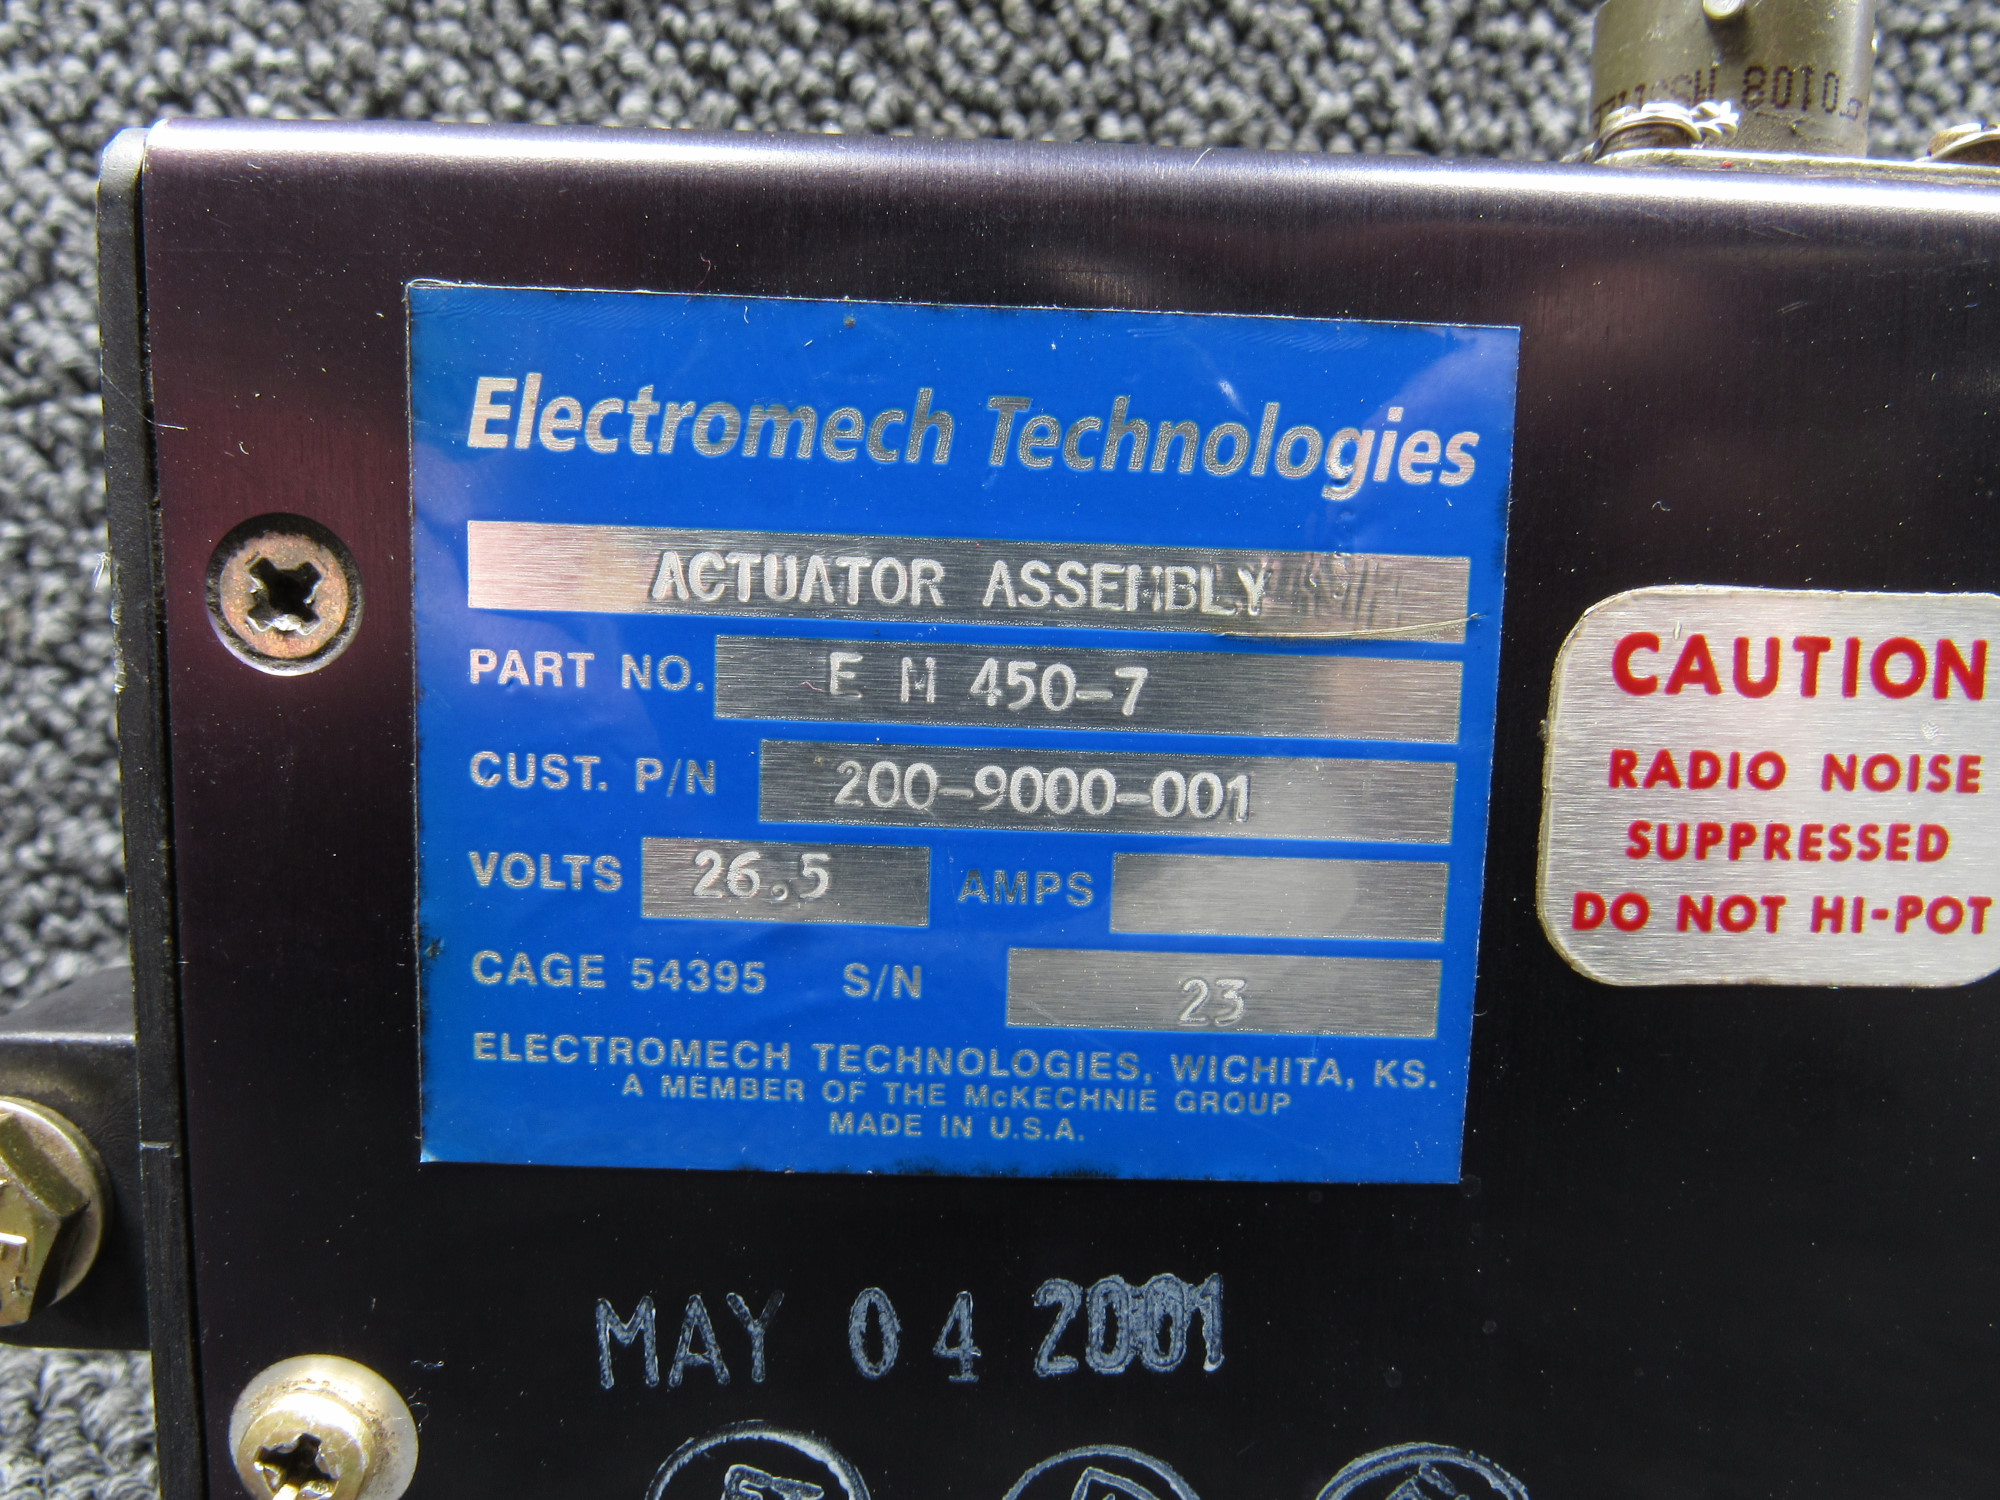 8010
Electromech Technologies
ACTUATOR ASSEMBLY
PART NO. E M 450-7
CUST. P/N 200-9000-001
VOLTS 26.5 AMPS
CAGE 54395 S/N 23
ELECTROMECH TECHNOLOGIES, WICHITA, KS.
A MEMBER OF THE McKECHNIE GROUP
MADE IN U.S.A.
CAUTION
RADIO NOISE
SUPPRESSED
DO NOT HI-POT
MAY 04 2001